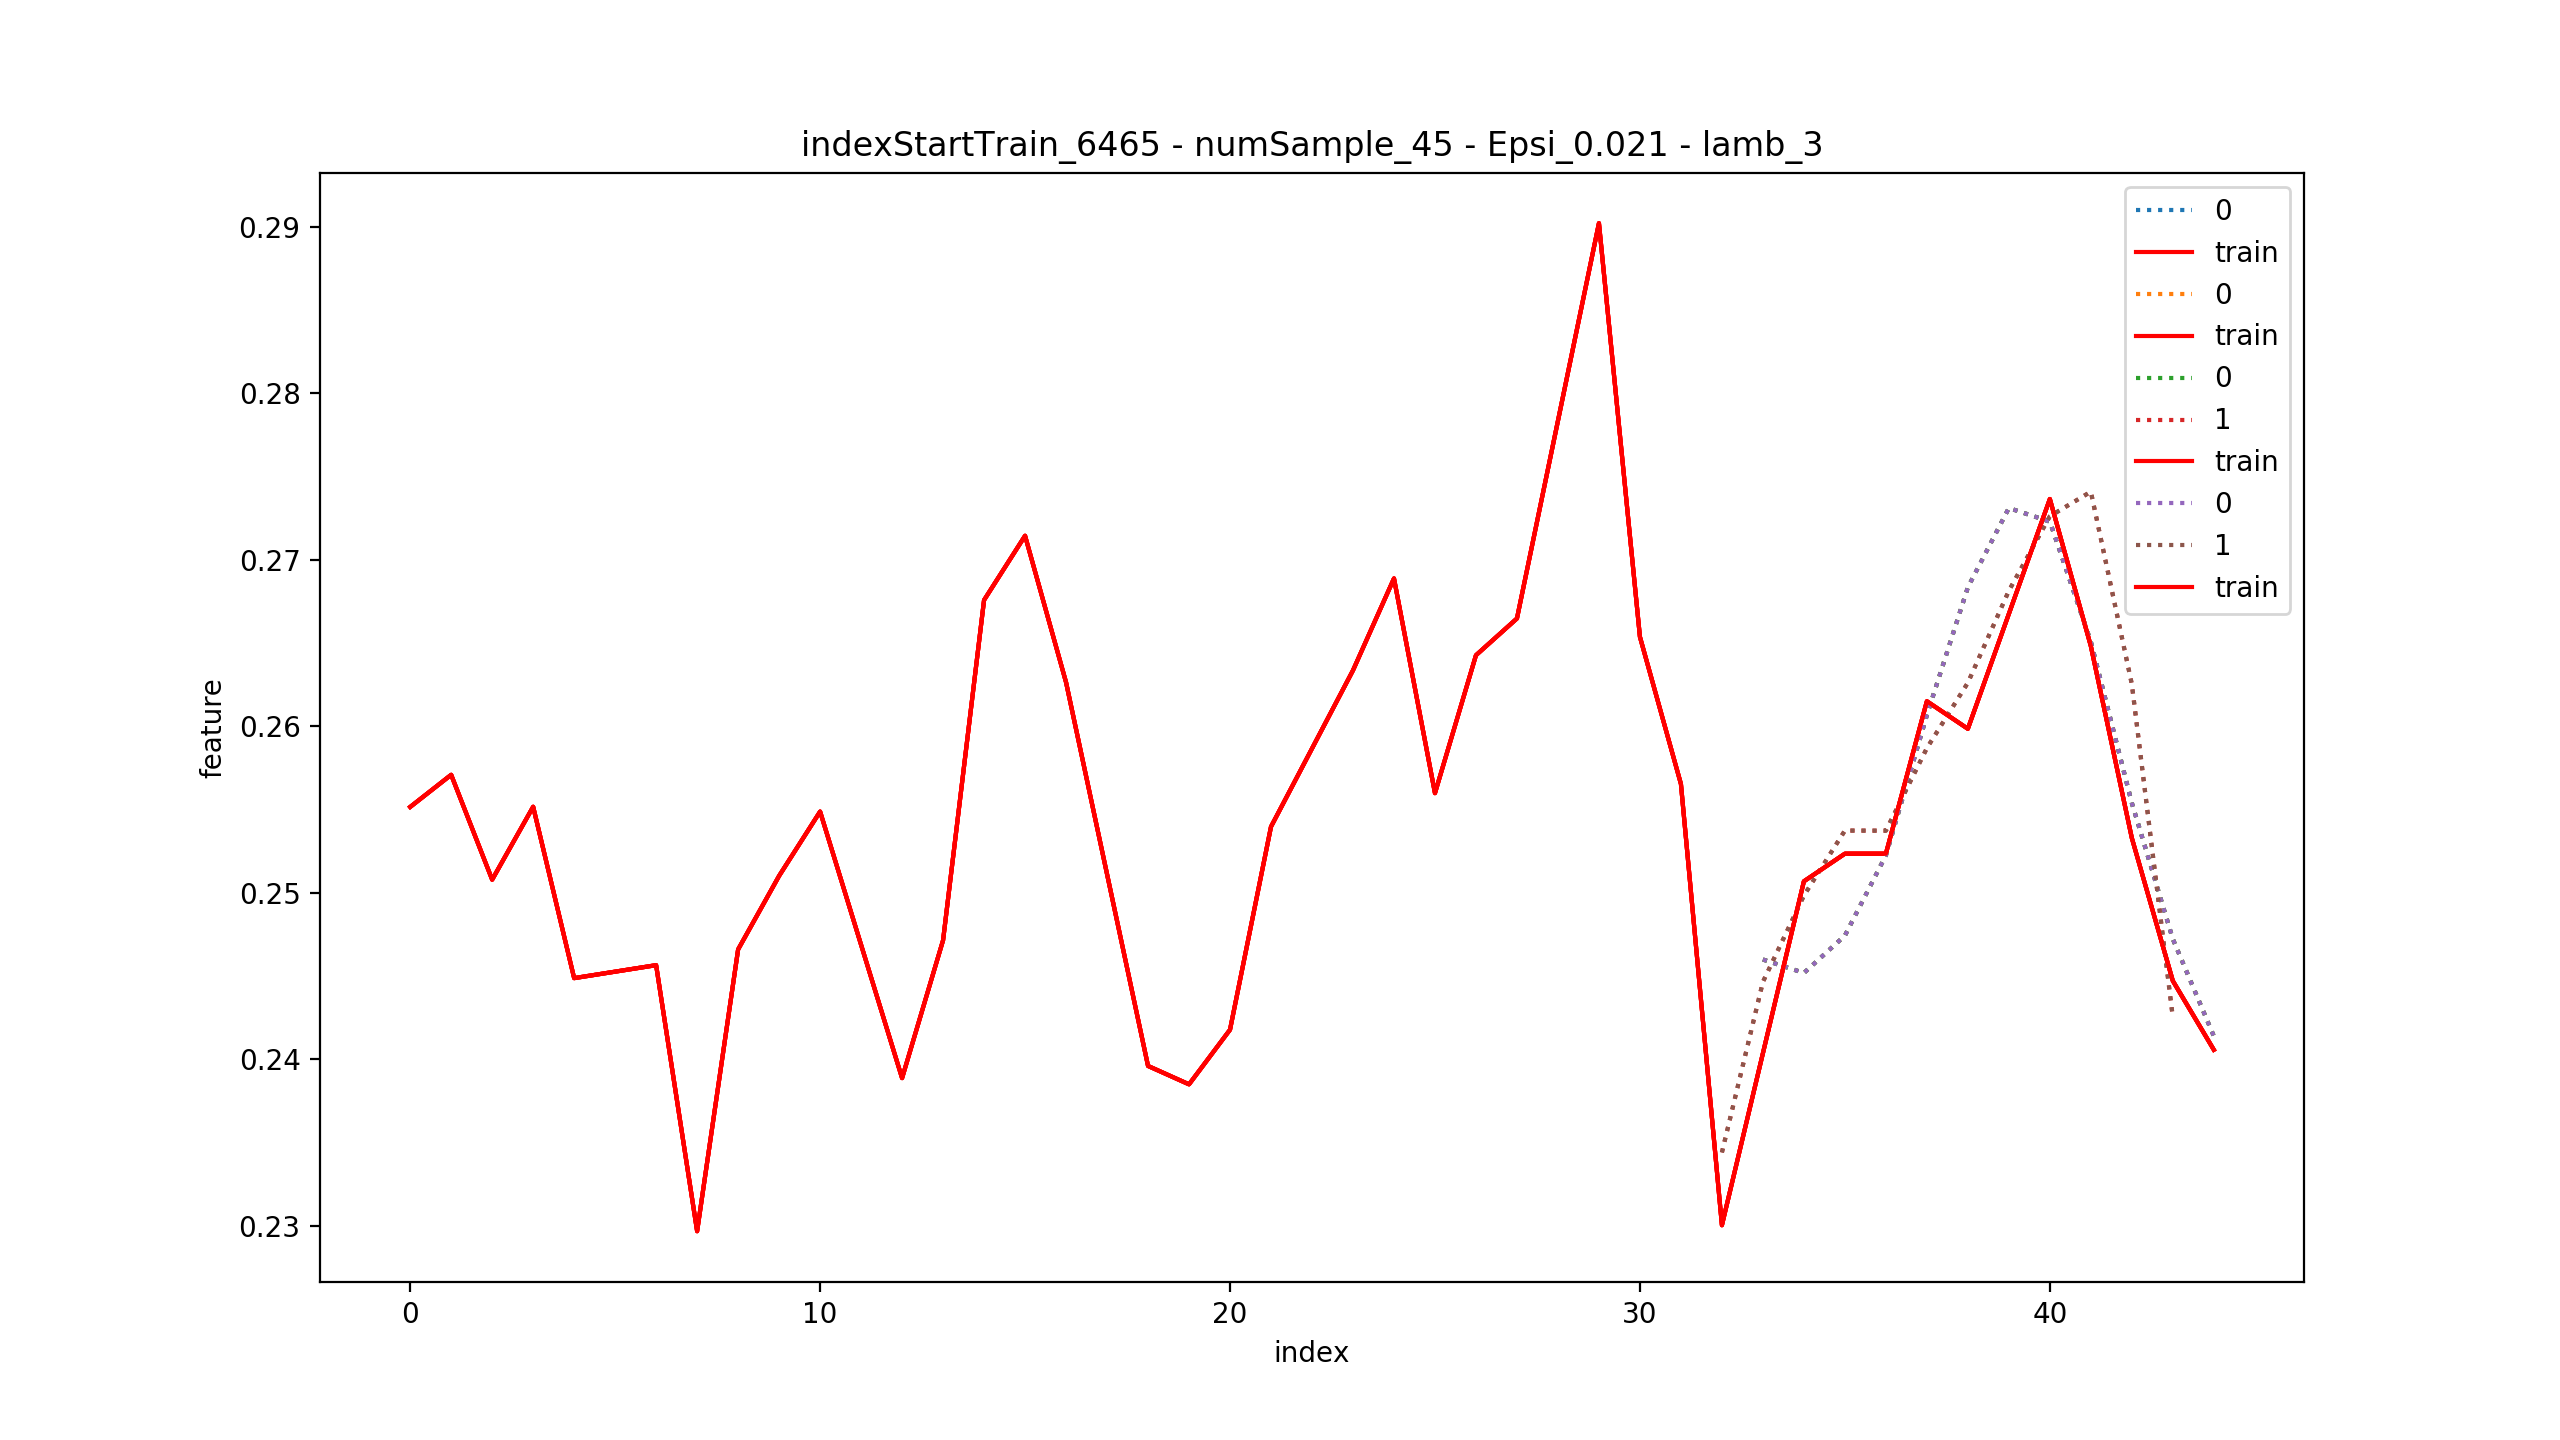 indexStartTrain_6465 - numSample_45 - Epsi_0.021 - lamb_3
0
train
0
train
0
1
train
0
1
train
0.29
0.28
0.27
0.26
0.25
0.24
0.23
feature
0 10 20 30 40
index